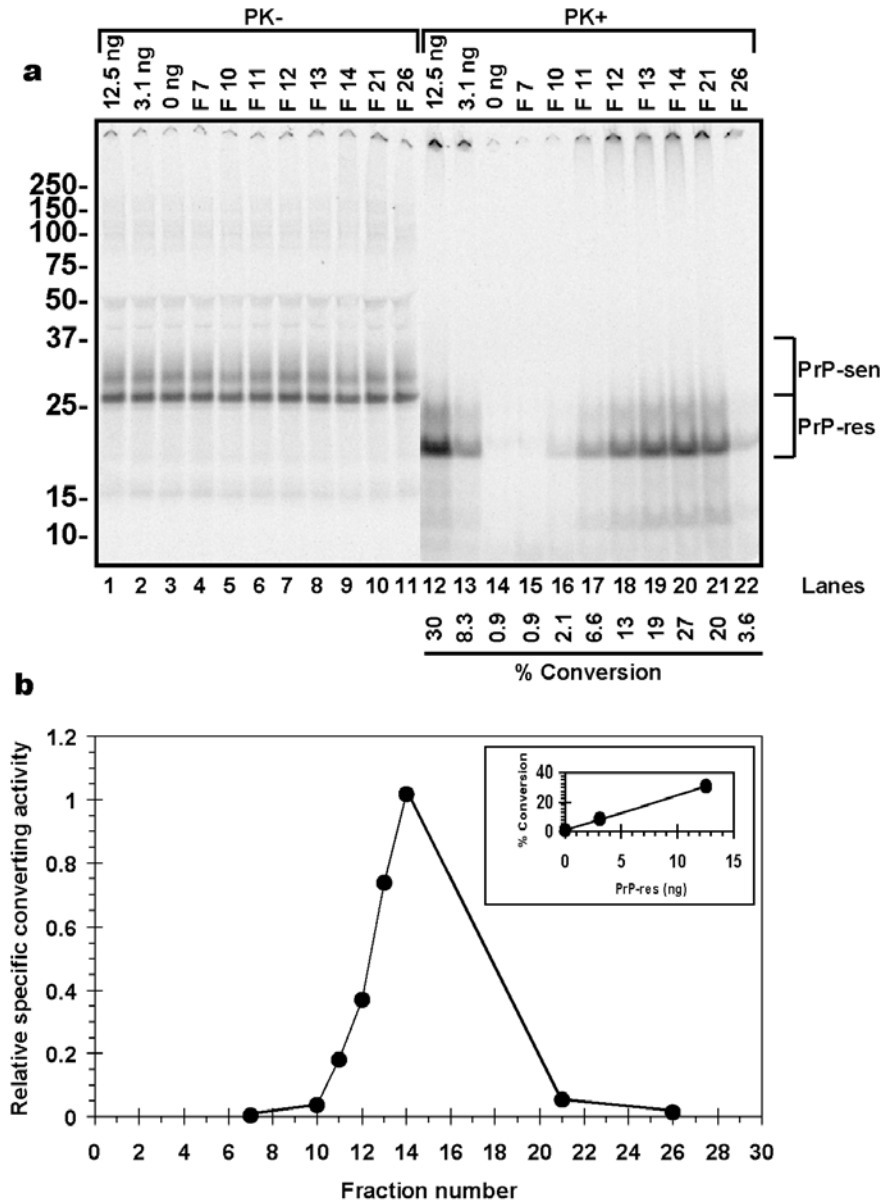 PK- PK+
a
12.5 ng 3.1 ng 0 ng F 7 F 10 F 11 F 12 F 13 F 14 F 21 F 26 12.5 ng 3.1 ng 0 ng F 7 F 10 F 11 F 12 F 13 F 14 F 21 F 26
250-
150-
100-
75-
50-
37-
25-
15-
10-
PrP-sen
PrP-res
1 2 3 4 5 6 7 8 9 10 11 12 13 14 15 16 17 18 19 20 21 22 Lanes
30 8.3 0.9 0.9 2.1 6.6 13 19 27 20 3.6
% Conversion
b
Relative specific converting activity
1.2
1
0.8
0.6
0.4
0.2
0
0 2 4 6 8 10 12 14 16 18 20 22 24 26 28 30
Fraction number
% Conversion
40
20
0
0 5 10 15
PrP-res (ng)